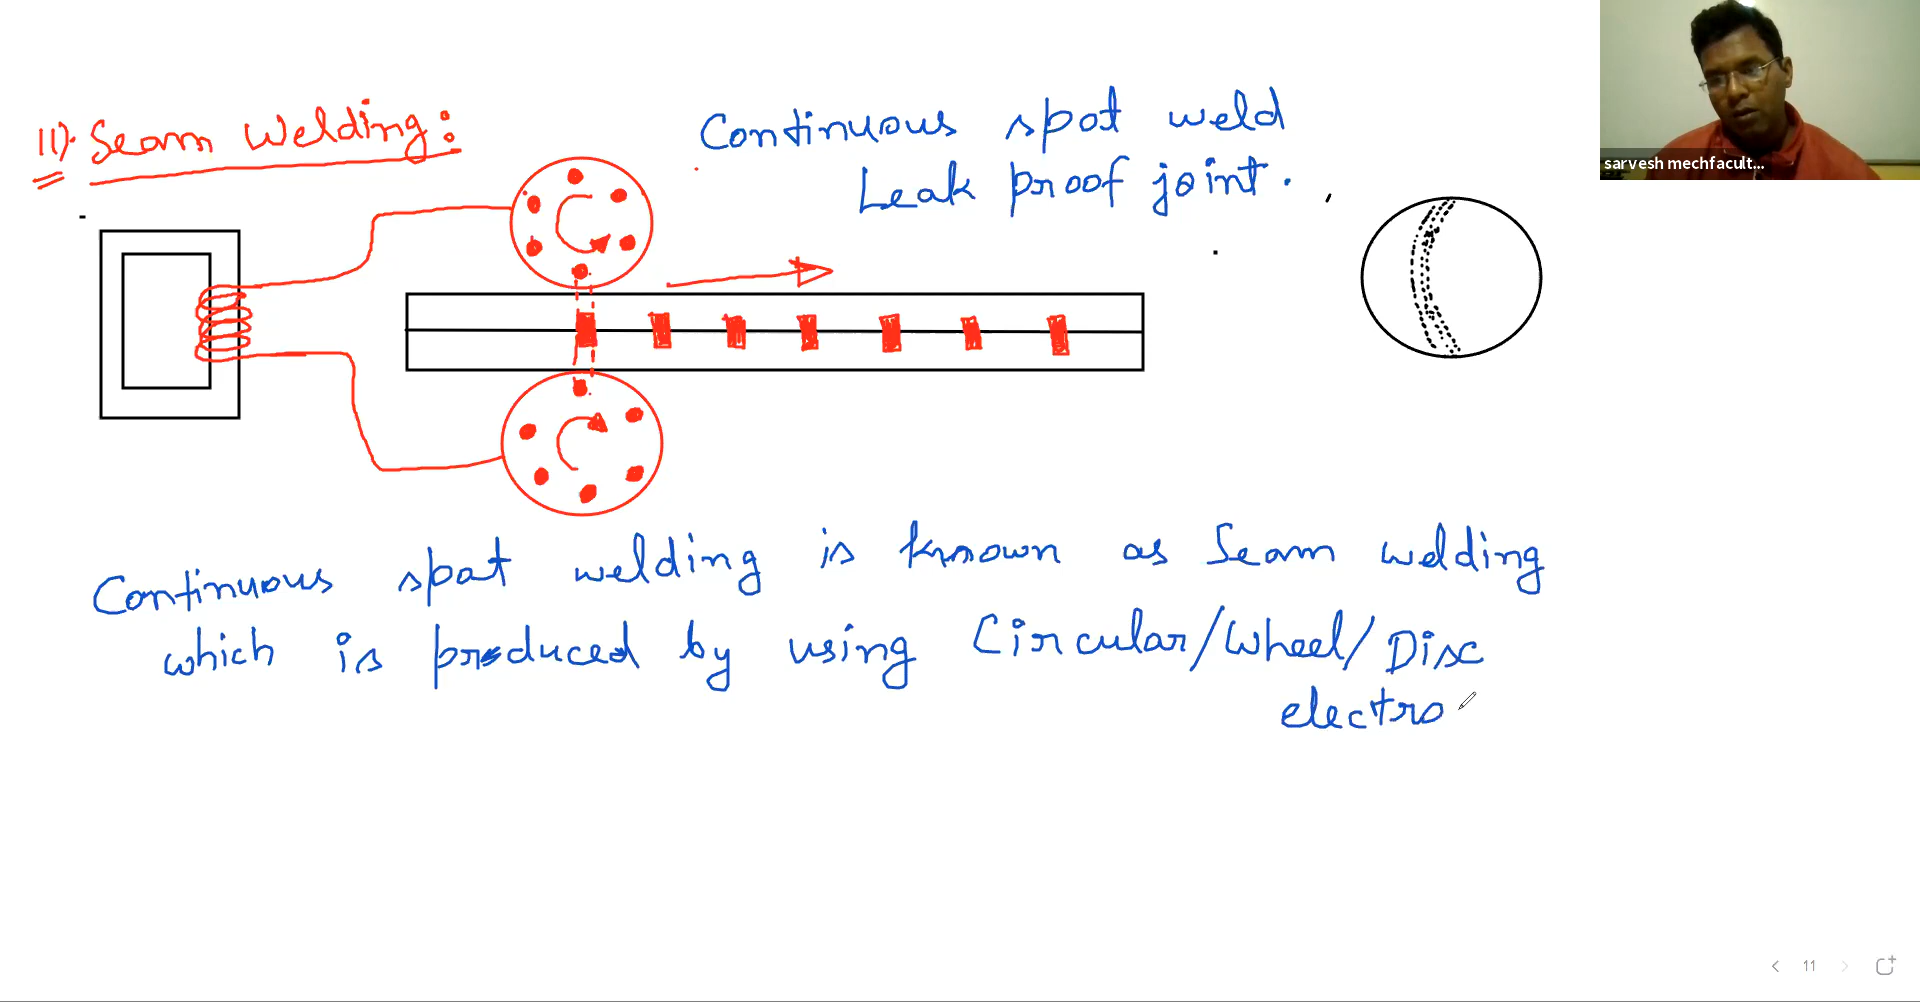 II). Seam Welding:
Continuous spot weld
Leak proof joint.
sarvesh mechfacult...
Continuous spot welding is known as Seam welding
which is produced by using Circular/Wheel/Disc
electro
11